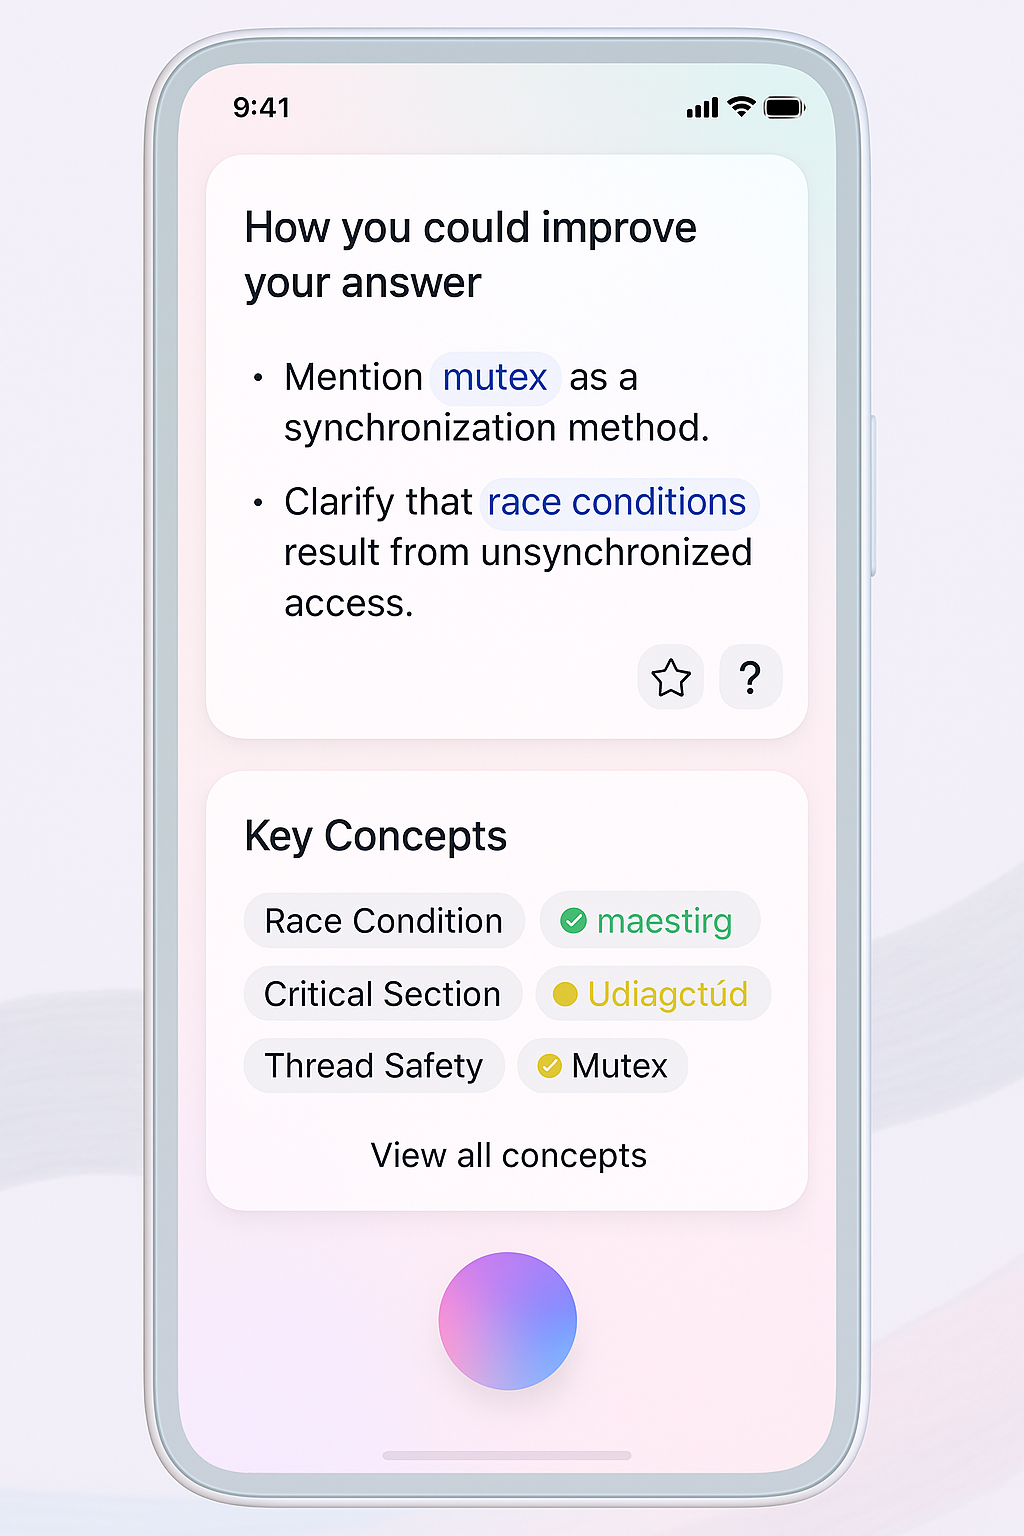 9:41
How you could improve
your answer
• Mention mutex as a
synchronization method.
• Clarify that race conditions
result from unsynchronized
access.
?
Key Concepts
Race Condition maestirg
Critical Section Udiagctúd
Thread Safety Mutex
View all concepts